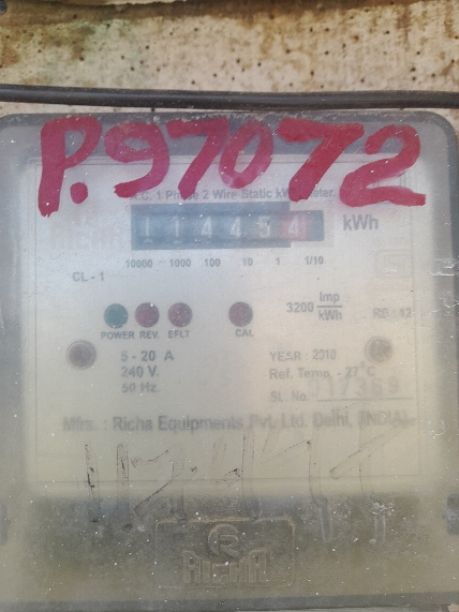 P.97072
A.C. 1 Phase 2 Wire Static kWh Meter.
kWh
10000 1000 100 10 1 1/10
CL - 1
3200 Imp/kWh
POWER REV. EFLT CAL
5 - 20 A YEAR : 2010
240 V. Ref. Temp. - 27°C
50 Hz. SL. No.
Mfrs. : Richa Equipments Pvt. Ltd. Delhi, (INDIA)
RICHA